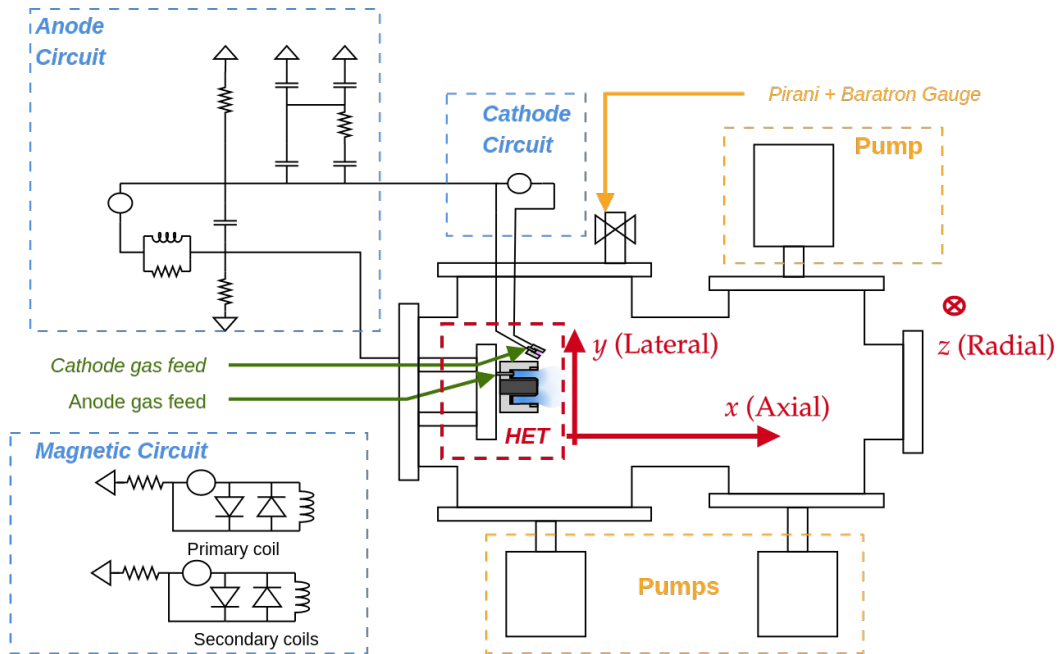 Anode
Circuit
Cathode
Circuit
Pirani + Baratron Gauge
Pump
z (Radial)
y (Lateral)
x (Axial)
Cathode gas feed
Anode gas feed
HET
Magnetic Circuit
Primary coil
Secondary coils
Pumps